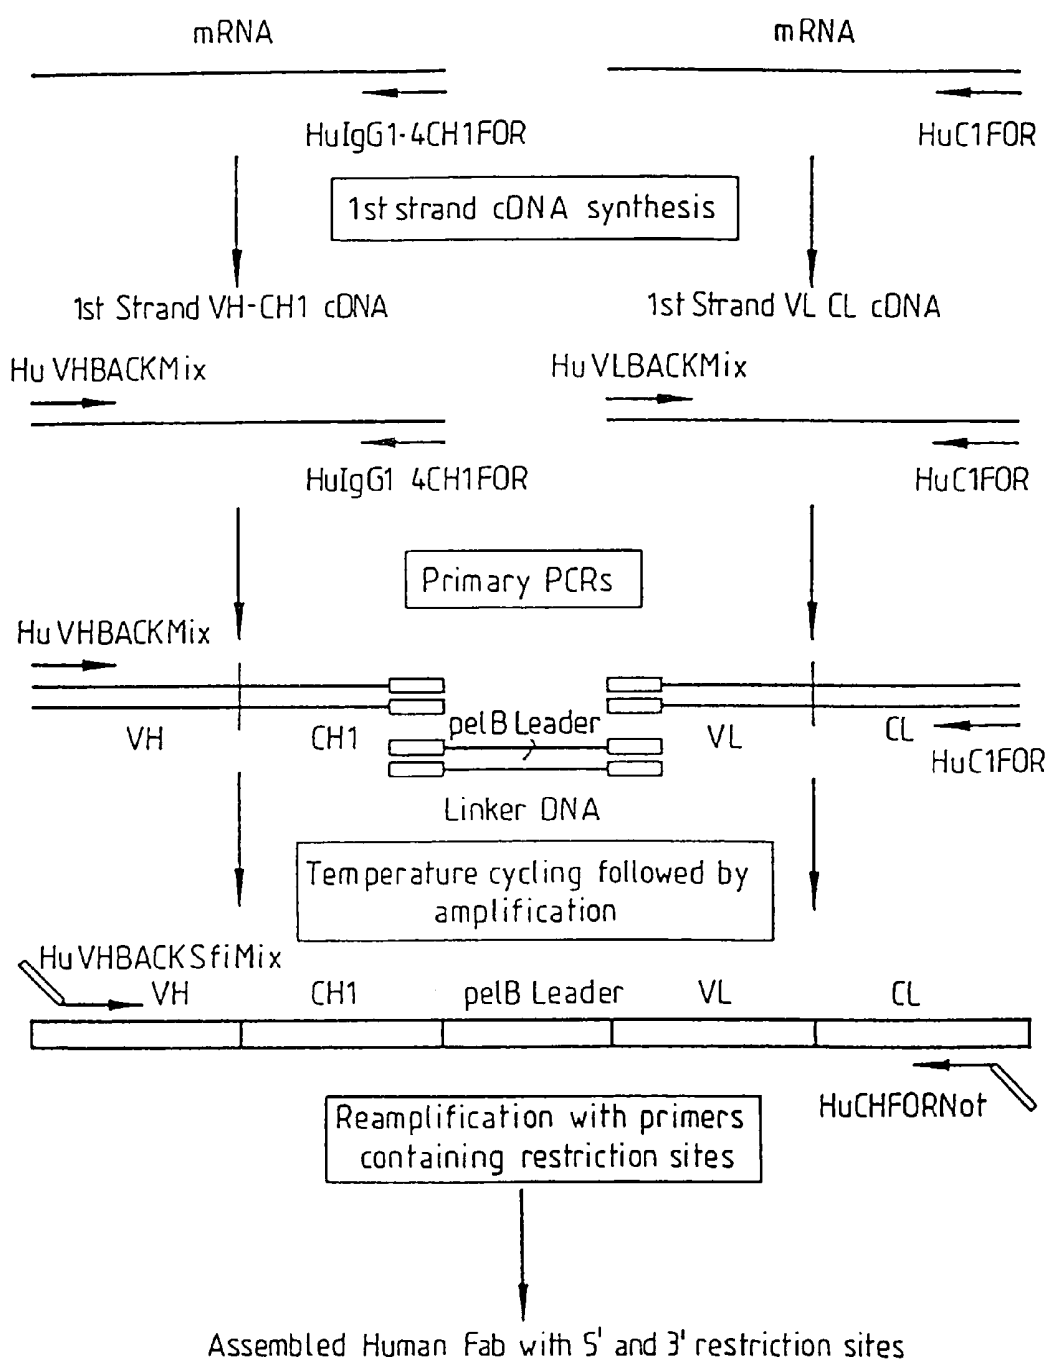 mRNA
mRNA
HuIgG1-4CH1FOR
HuC1FOR
1st strand cDNA synthesis
1st Strand VH-CH1 cDNA
1st Strand VL CL cDNA
Hu VHBACKMix
Hu VLBACKMix
HuIgG1 4CH1FOR
HuC1FOR
Primary PCRs
Hu VHBACKMix
VH
CH1
pelB Leader
VL
CL
HuC1FOR
Linker DNA
Temperature cycling followed by
amplification
Hu VHBACK SfiMix
VH
CH1
pelB Leader
VL
CL
HuCHFORNot
Reamplification with primers
containing restriction sites
Assembled Human Fab with 5' and 3' restriction sites